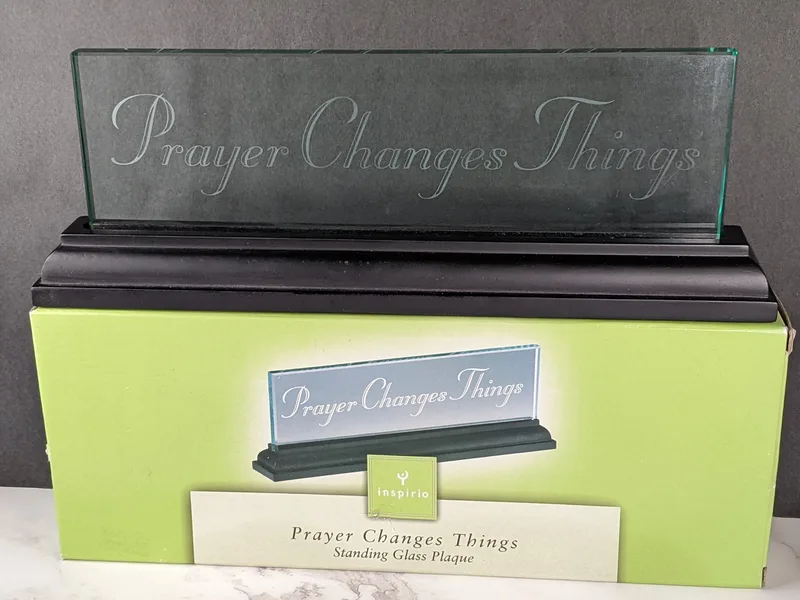 Prayer Changes Things
Prayer Changes Things
inspirio
Prayer Changes Things
Standing Glass Plaque